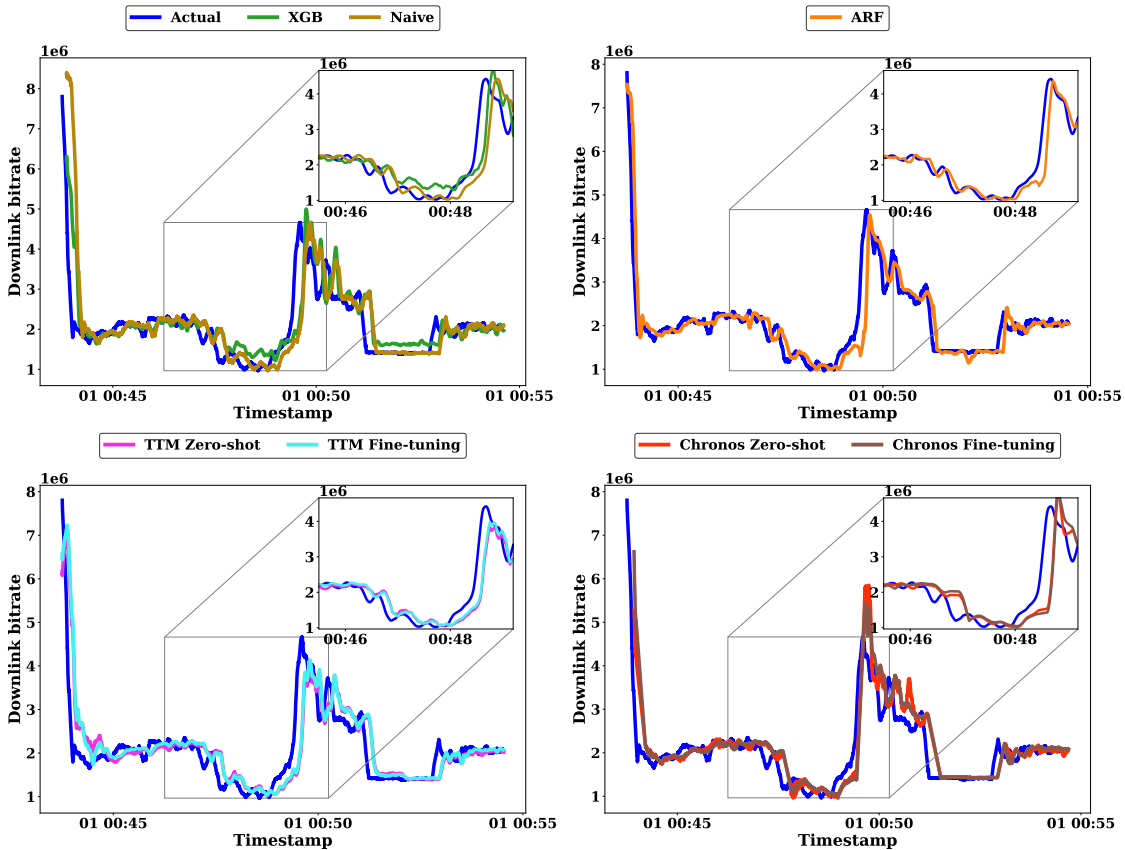 Actual XGB Naive
ARF
1e6
1e6
8
7
6
5
4
3
2
1
Downlink bitrate
1e6
4
3
2
1
00:46 00:48
01 00:45 01 00:50 01 00:55
Timestamp
8
7
6
5
4
3
2
1
Downlink bitrate
1e6
4
3
2
1
00:46 00:48
01 00:45 01 00:50 01 00:55
Timestamp
TTM Zero-shot TTM Fine-tuning
Chronos Zero-shot Chronos Fine-tuning
1e6
1e6
8
7
6
5
4
3
2
1
Downlink bitrate
1e6
4
3
2
1
00:46 00:48
01 00:45 01 00:50 01 00:55
Timestamp
8
7
6
5
4
3
2
1
Downlink bitrate
1e6
4
3
2
1
00:46 00:48
01 00:45 01 00:50 01 00:55
Timestamp